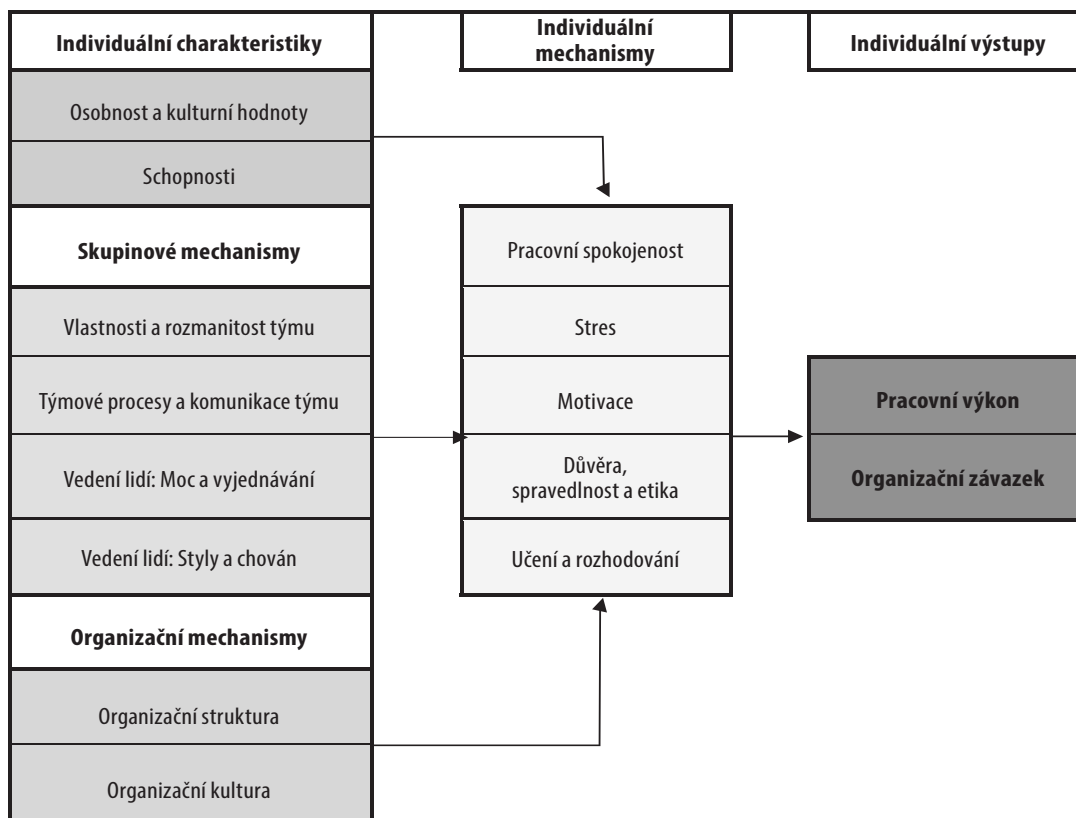 Individuální charakteristiky
Osobnost a kulturní hodnoty
Schopnosti
Skupinové mechanismy
Vlastnosti a rozmanitost týmu
Týmové procesy a komunikace týmu
Vedení lidí: Moc a vyjednávání
Vedení lidí: Styly a chován
Organizační mechanismy
Organizační struktura
Organizační kultura
Individuální
mechanismy
Pracovní spokojenost
Stres
Motivace
Důvěra,
spravedlnost a etika
Učení a rozhodování
Individuální výstupy
Pracovní výkon
Organizační závazek